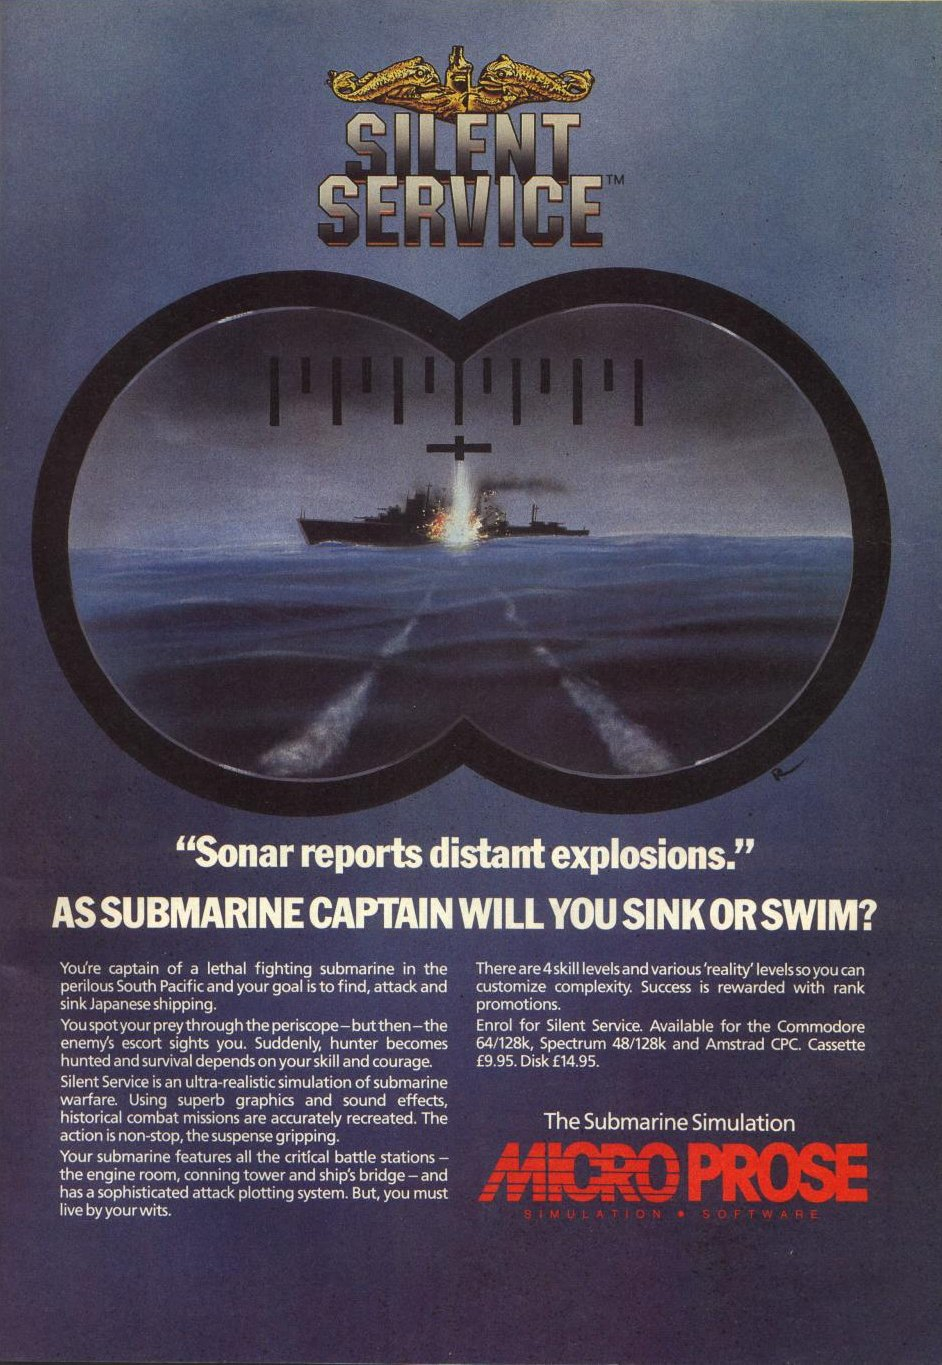 SILENT
SERVICE™
“Sonar reports distant explosions.”
AS SUBMARINE CAPTAIN WILL YOU SINK OR SWIM?
You're captain of a lethal fighting submarine in the
perilous South Pacific and your goal is to find, attack and
sink Japanese shipping.
You spot your prey through the periscope – but then – the
enemy's escort sights you. Suddenly, hunter becomes
hunted and survival depends on your skill and courage.
Silent Service is an ultra-realistic simulation of submarine
warfare. Using superb graphics and sound effects,
historical combat missions are accurately recreated. The
action is non-stop, the suspense gripping.
Your submarine features all the critical battle stations –
the engine room, conning tower and ship's bridge – and
has a sophisticated attack plotting system. But, you must
live by your wits.
There are 4 skill levels and various 'reality' levels so you can
customize complexity. Success is rewarded with rank
promotions.
Enrol for Silent Service. Available for the Commodore
64/128k, Spectrum 48/128k and Amstrad CPC. Cassette
£9.95. Disk £14.95.
The Submarine Simulation
MICRO PROSE
SIMULATION • SOFTWARE